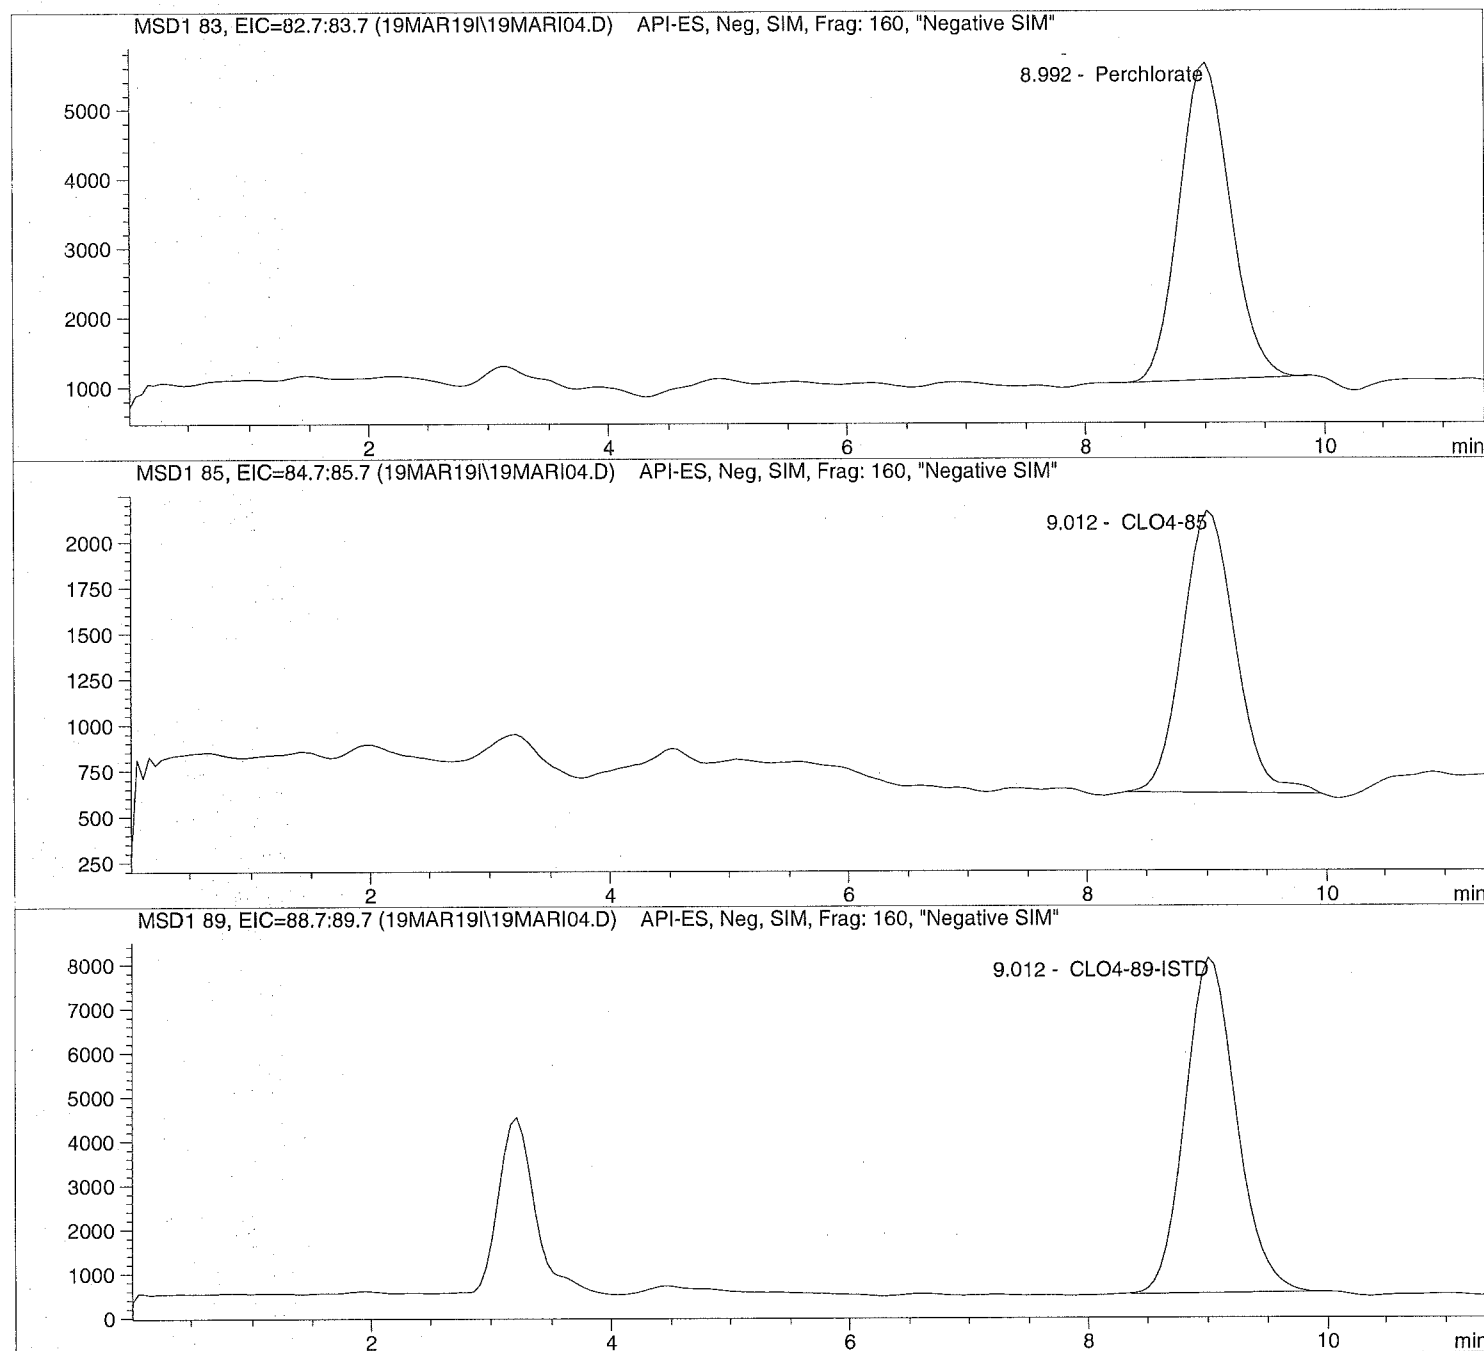 MSD1 83, EIC=82.7:83.7 (19MAR19I\19MARI04.D) API-ES, Neg, SIM, Frag: 160, "Negative SIM"
8.992 - Perchlorate
5000
4000
3000
2000
1000
2 4 6 8 10 min
MSD1 85, EIC=84.7:85.7 (19MAR19I\19MARI04.D) API-ES, Neg, SIM, Frag: 160, "Negative SIM"
9.012 - CLO4-85
2000
1750
1500
1250
1000
750
500
250
2 4 6 8 10 min
MSD1 89, EIC=88.7:89.7 (19MAR19I\19MARI04.D) API-ES, Neg, SIM, Frag: 160, "Negative SIM"
9.012 - CLO4-89-ISTD
8000
7000
6000
5000
4000
3000
2000
1000
0
2 4 6 8 10 min